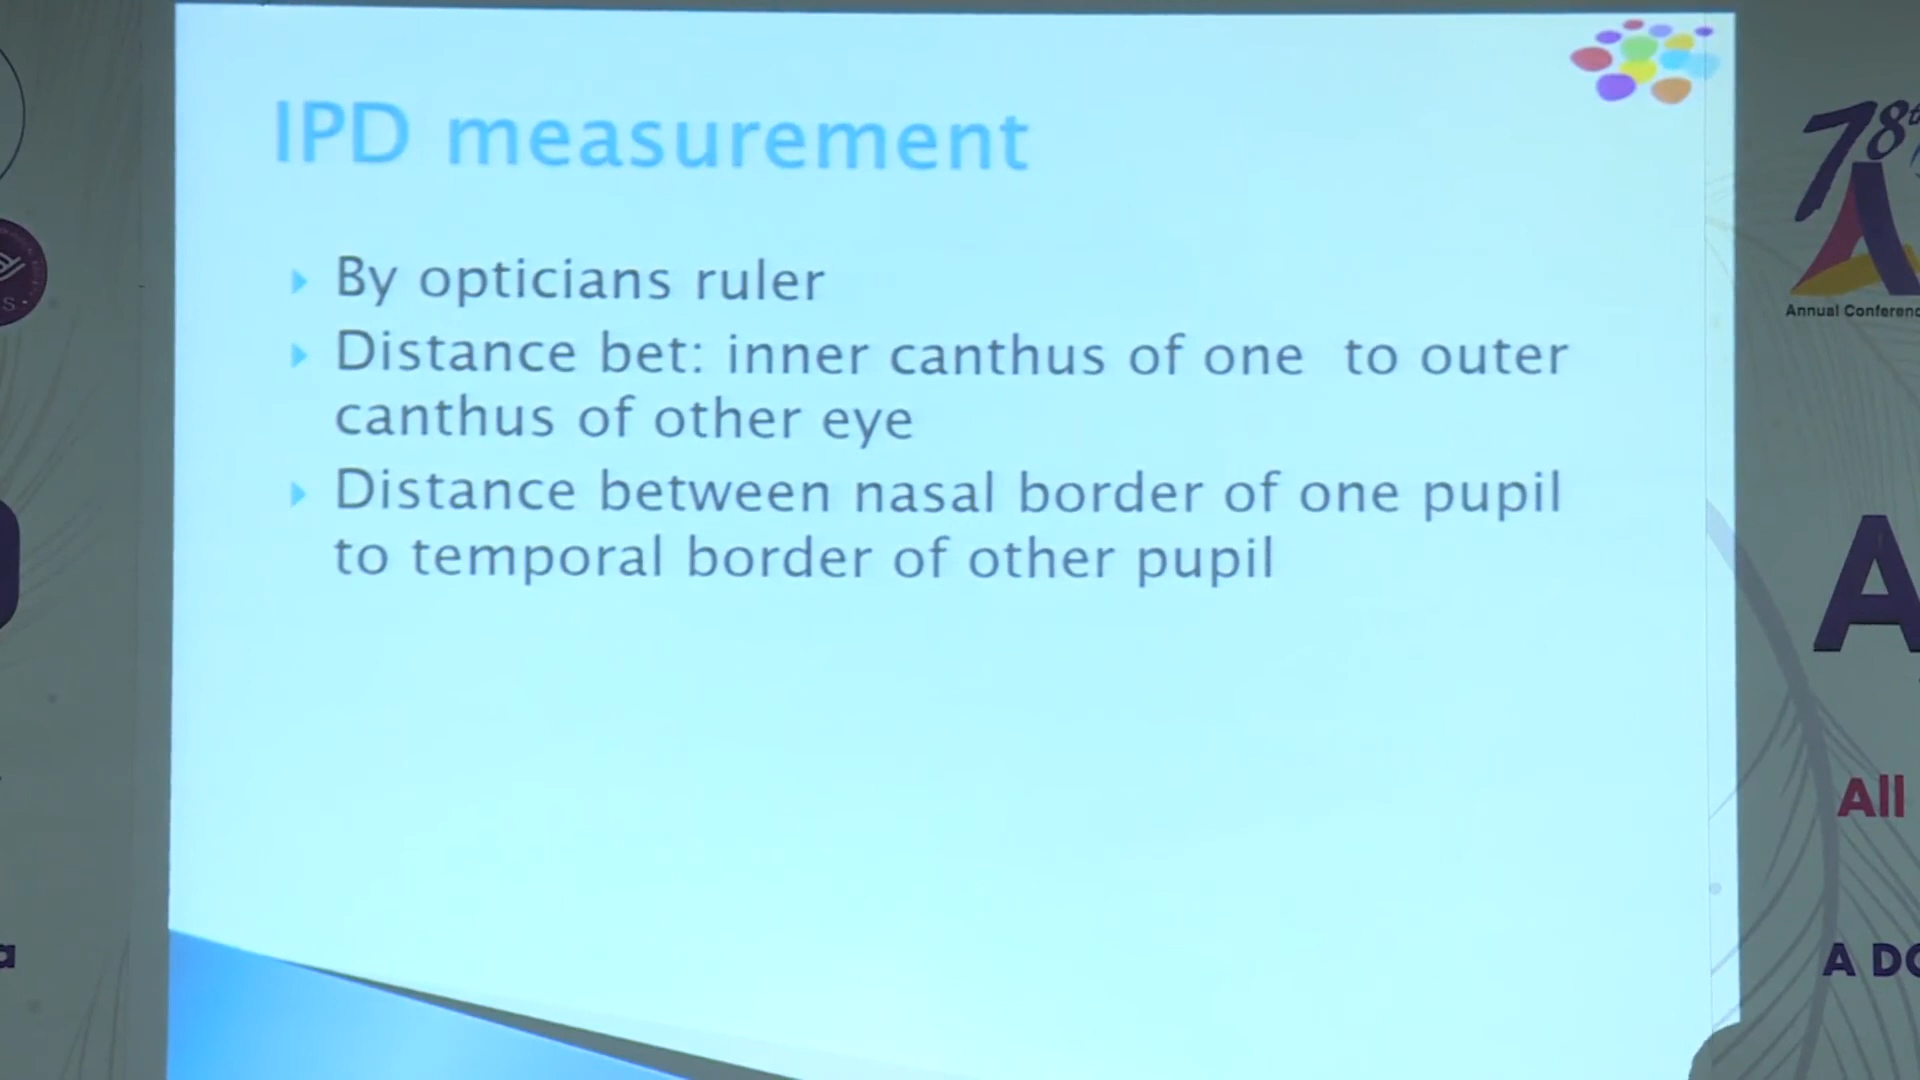 IPD measurement
By opticians ruler
Distance bet: inner canthus of one to outer
canthus of other eye
Distance between nasal border of one pupil
to temporal border of other pupil
78th
Annual Conferenc
A
All
A DO
S
a